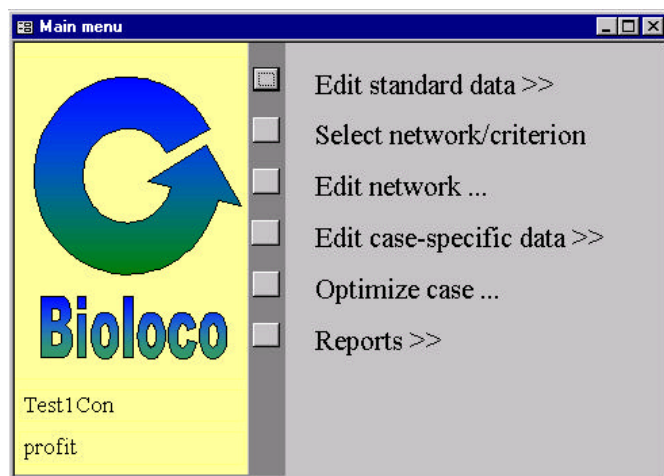 Main menu
Edit standard data >>
Select network/criterion
Edit network ...
Edit case-specific data >>
Optimize case ...
Reports >>
Bioloco
Test1Con
profit